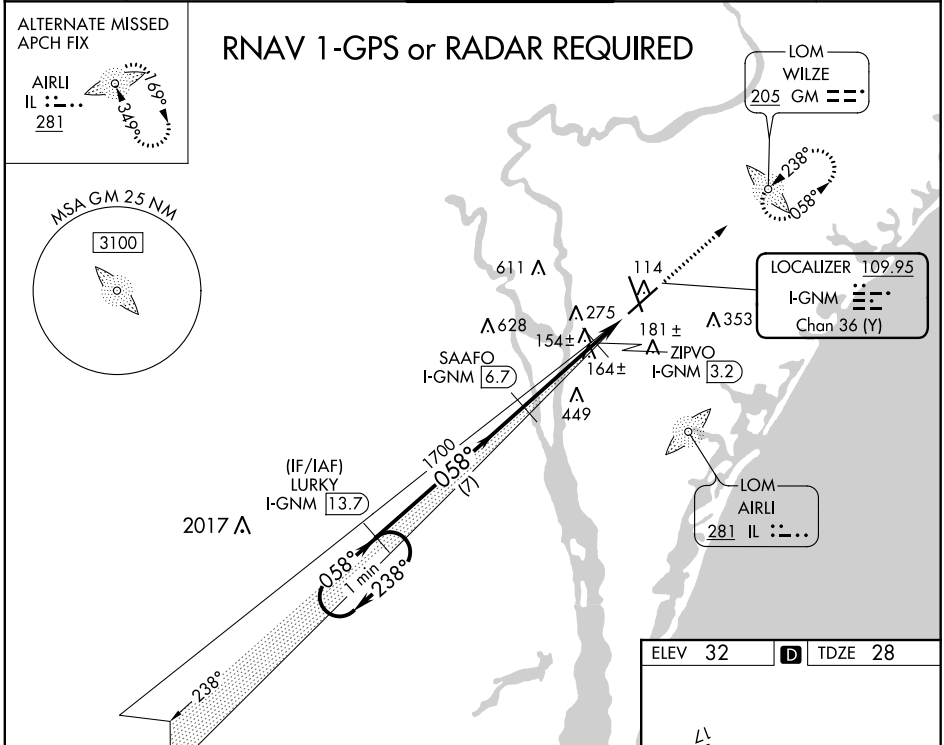 ALTERNATE MISSED
APCH FIX
AIRLI
IL
281
169°
349°
RNAV 1-GPS or RADAR REQUIRED
LOM
WILZE
205 GM
238°
058°
MSA GM 25 NM
3100
LOCALIZER 109.95
I-GNM
Chan 36 (Y)
611
114
628
275
353
154±
181 ±
164±
ZIPVO
I-GNM 3.2
SAAFO
I-GNM 6.7
449
1700
058°
(7)
(IF/IAF)
LURKY
I-GNM 13.7
2017
LOM
AIRLI
281 IL
058°
1 min
238°
238°
ELEV 32 D TDZE 28
17